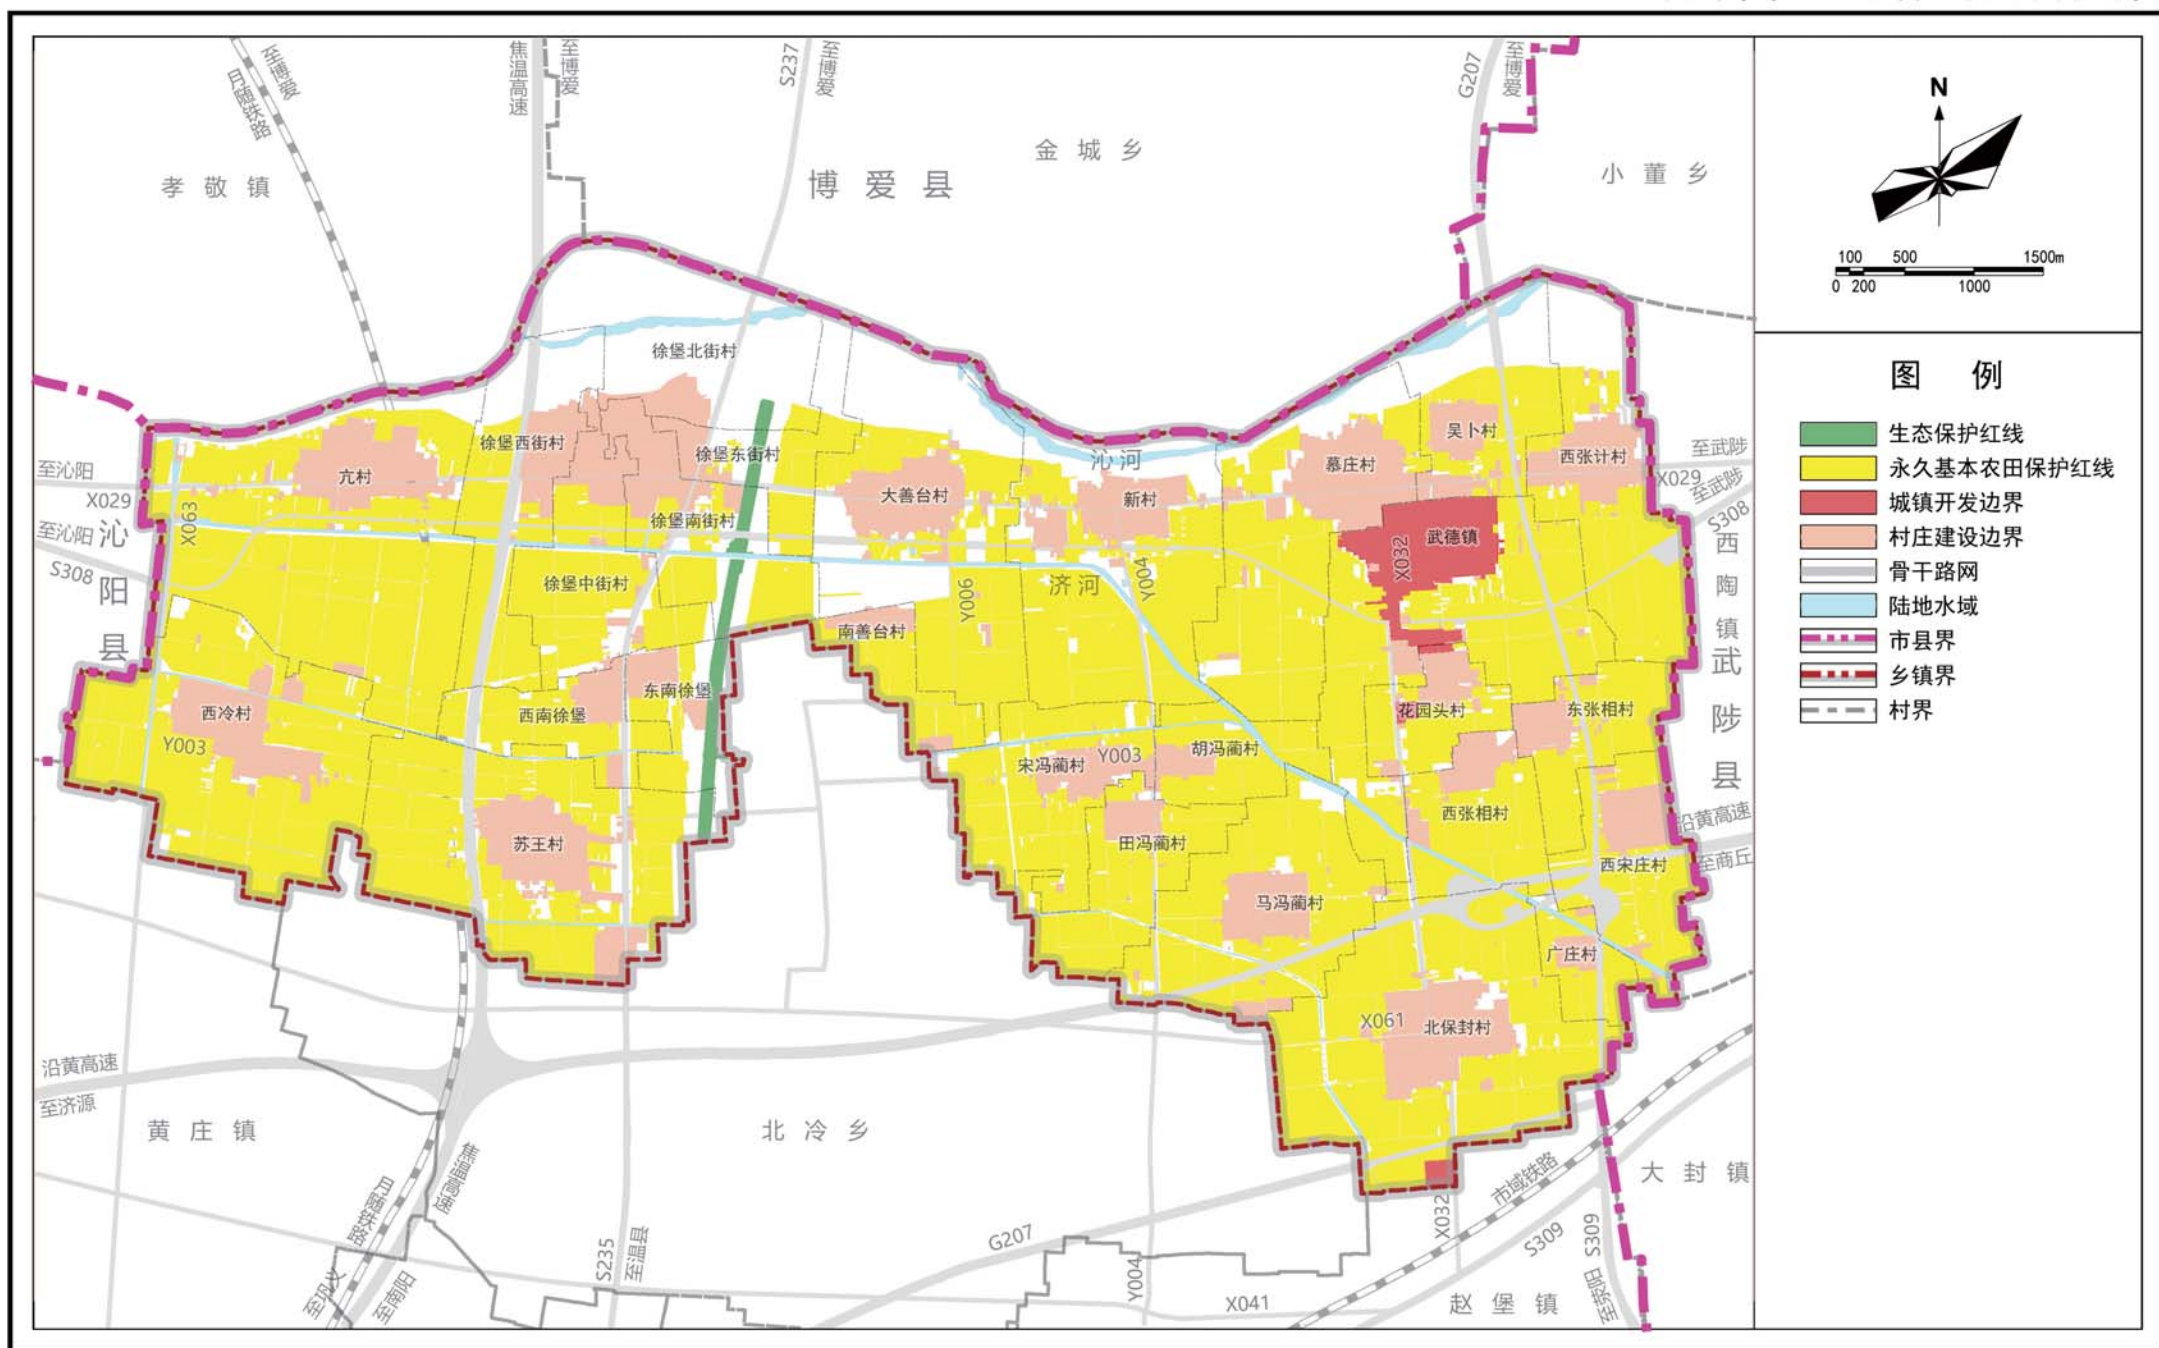 至博爱
月随铁路
焦温高速
至博爱
S237
至博爱
G207
至博爱
金城乡
博爱县
孝敬镇
小董乡
N
100 500 1500m
0 200 1000
图 例
生态保护红线
永久基本农田保护红线
城镇开发边界
村庄建设边界
骨干路网
陆地水域
市县界
乡镇界
村界
徐堡北街村
徐堡西街村
徐堡东街村
亢村
大善台村
沁河
新村
慕庄村
吴卜村
西张计村
至武陟
X029
至武陟
S308
至沁阳
X029
至沁阳
S308
沁阳县
X063
徐堡南街村
徐堡中街村
济河
Y006
Y004
X032
武德镇
西陶镇
武陟县
南善台村
东南徐堡
西南徐堡
西冷村
Y003
花园头村
东张相村
胡冯蔺村
宋冯蔺村
Y003
西张相村
沿黄高速
至商丘
苏王村
田冯蔺村
西宋庄村
马冯蔺村
广庄村
X061
北保封村
沿黄高速
至济源
黄庄镇
北冷乡
大封镇
焦温高速
月随铁路
市域铁路
X032
S309
S309
至荥阳
G207
S235
至温县
Y004
X041
赵堡镇
至巩义
至南阳